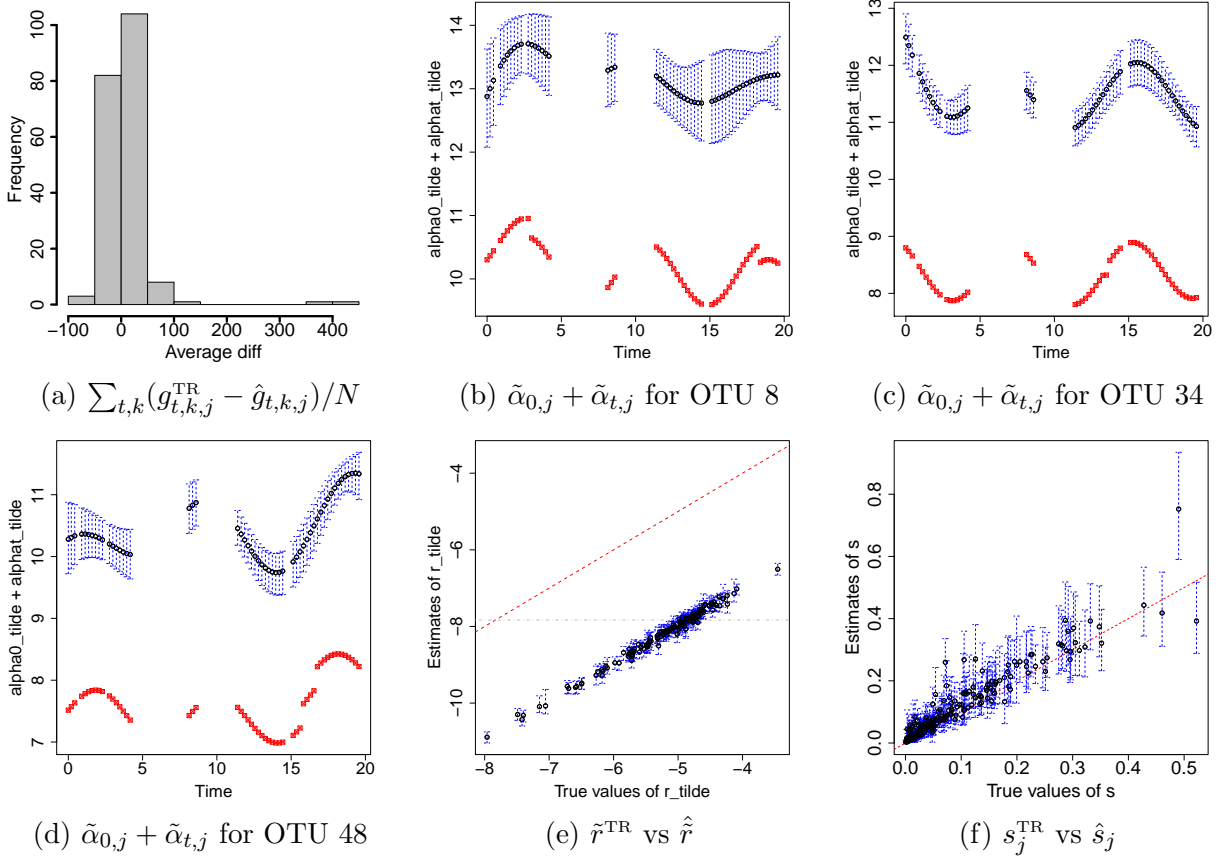 Frequency
0 20 40 60 80 100
−100 0 100 200 300 400
Average diff
(a) ∑_{t,k}(g^{TR}_{t,k,j} − ĝ_{t,k,j})/N
alpha0_tilde + alphat_tilde
10 11 12 13 14
0 5 10 15 20
Time
(b) α̃_{0,j} + α̃_{t,j} for OTU 8
alpha0_tilde + alphat_tilde
8 9 10 11 12 13
0 5 10 15 20
Time
(c) α̃_{0,j} + α̃_{t,j} for OTU 34
alpha0_tilde + alphat_tilde
7 8 9 10 11
0 5 10 15 20
Time
(d) α̃_{0,j} + α̃_{t,j} for OTU 48
Estimates of r_tilde
−10 −8 −6 −4
−8 −7 −6 −5 −4
True values of r_tilde
(e) r̃^{TR} vs r̃̂
Estimates of s
0.0 0.2 0.4 0.6 0.8
0.0 0.1 0.2 0.3 0.4 0.5
True values of s
(f) s^{TR}_j vs ŝ_j